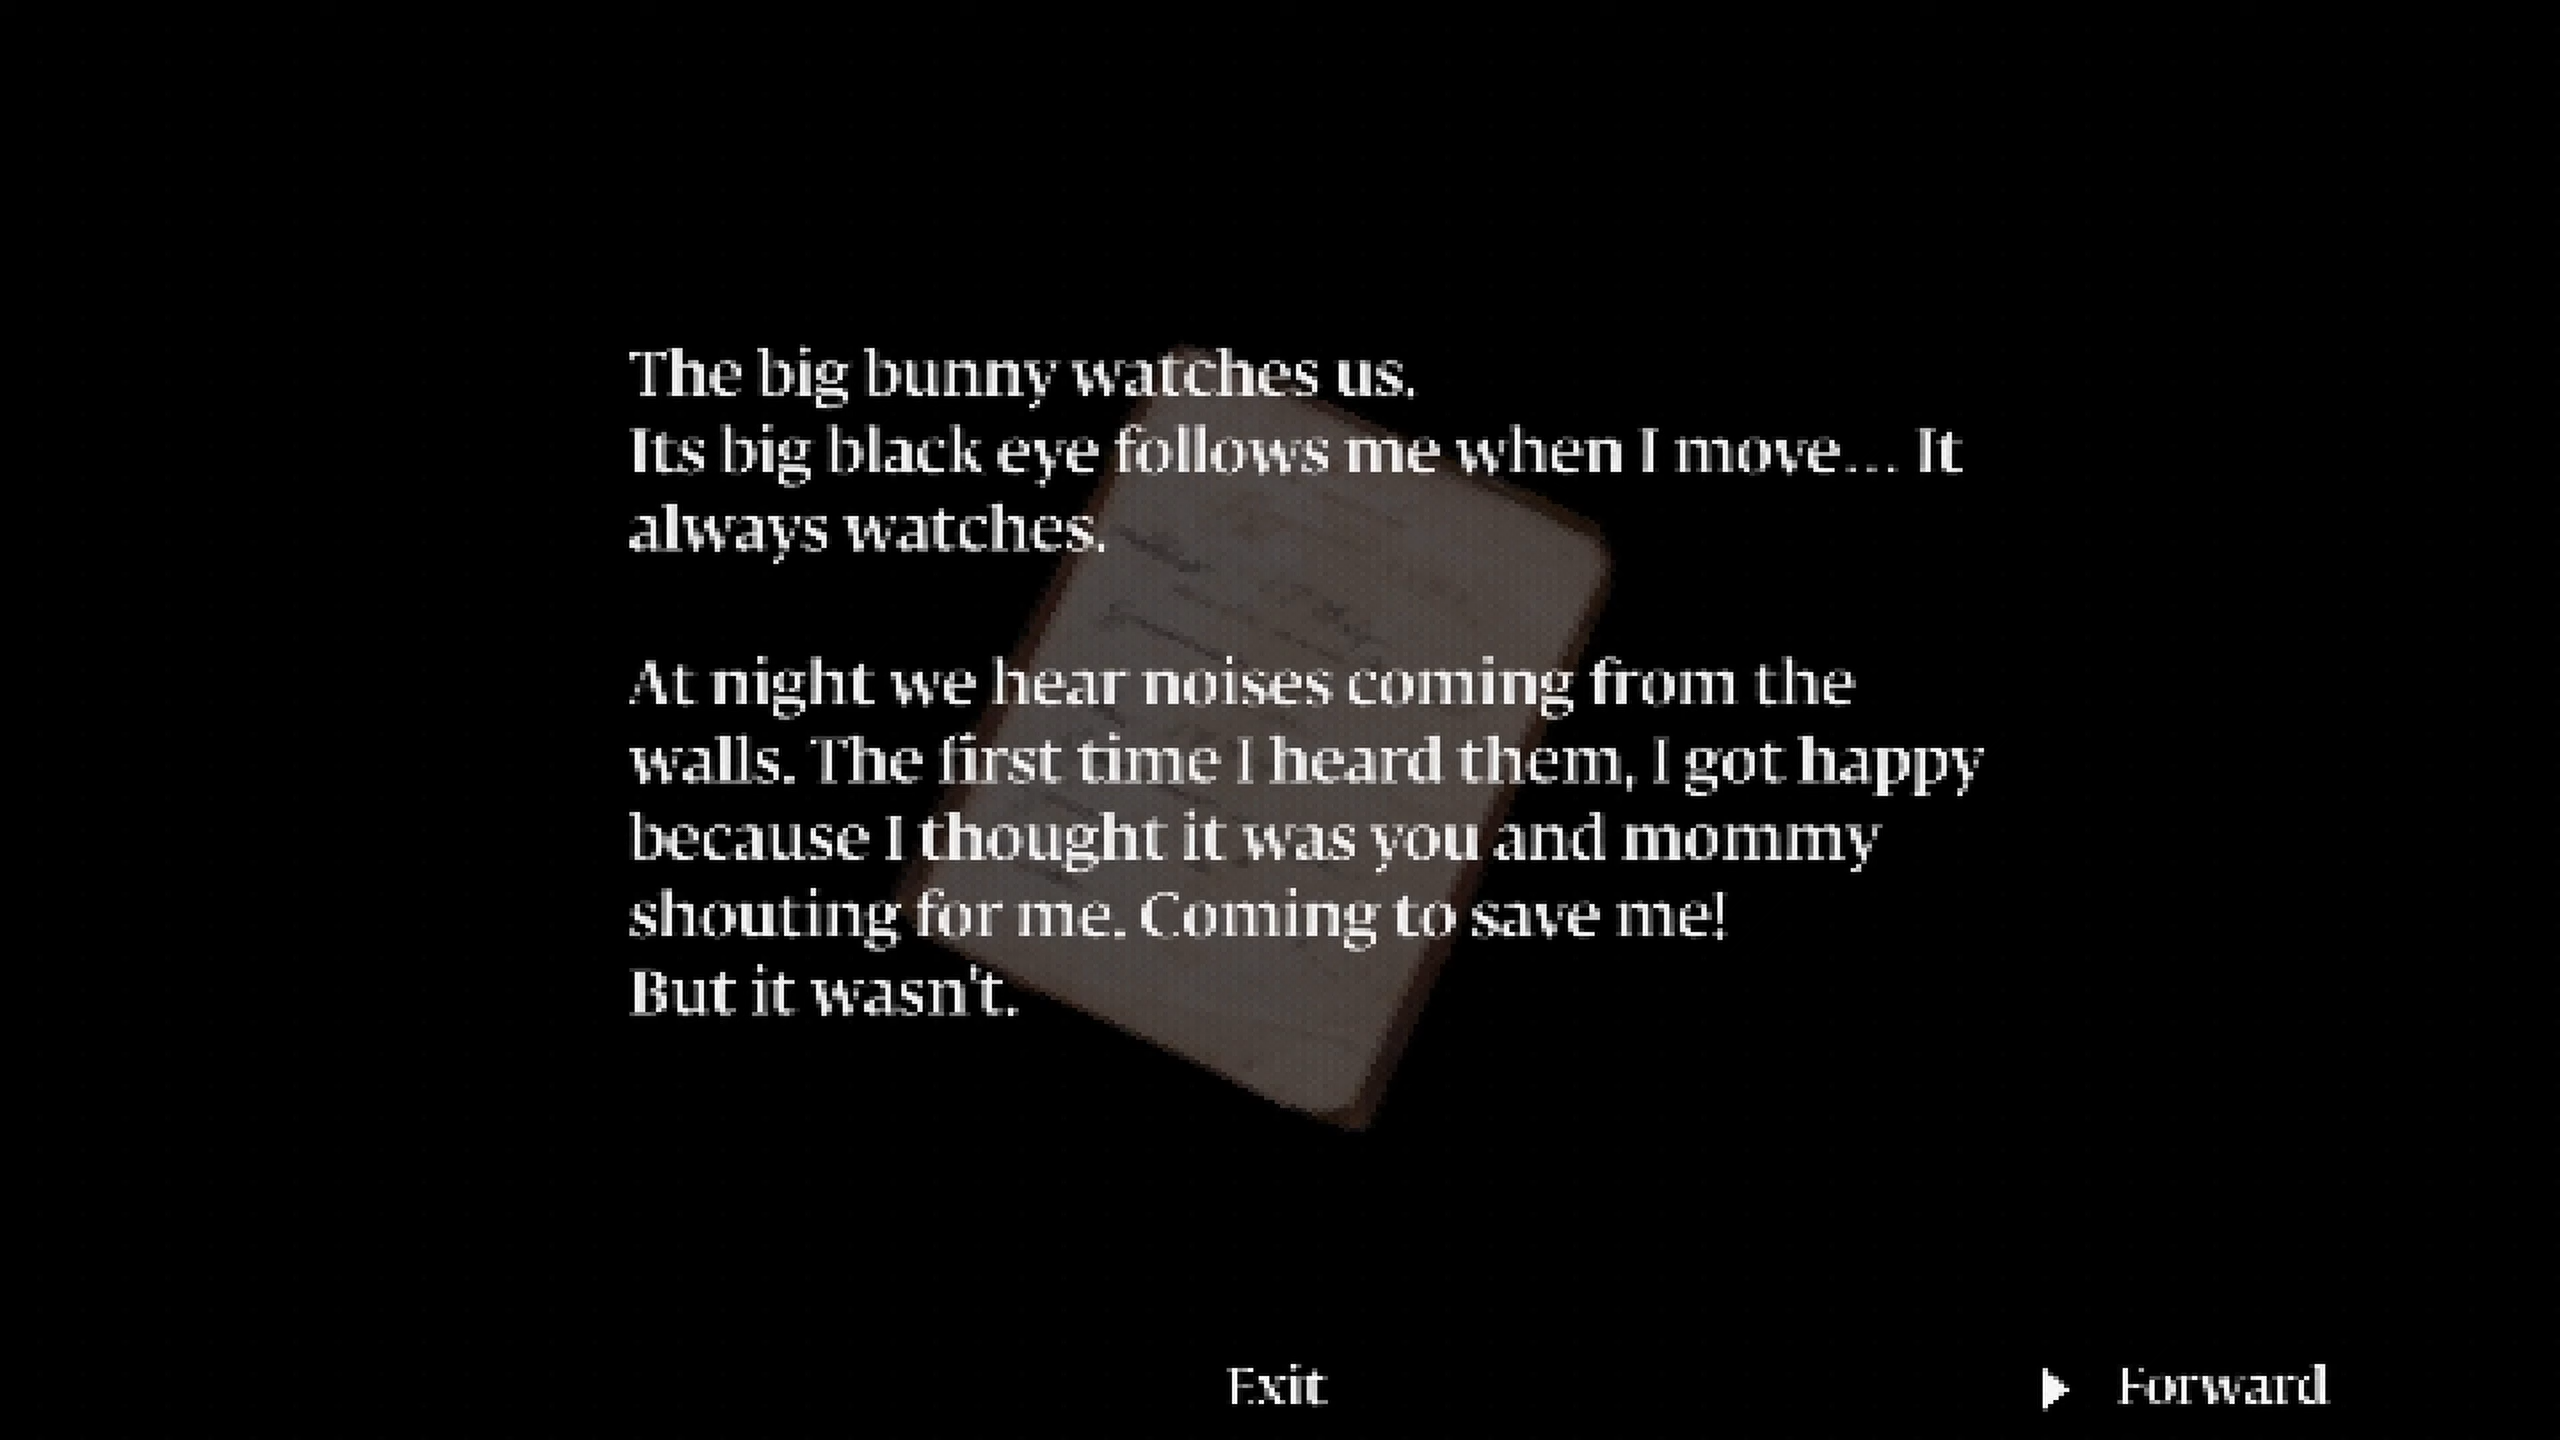 The big bunny watches us.
Its big black eye follows me when I move... It
always watches.
At night we hear noises coming from the
walls. The first time I heard them, I got happy
because I thought it was you and mommy
shouting for me. Coming to save me!
But it wasn't.
Exit
Forward